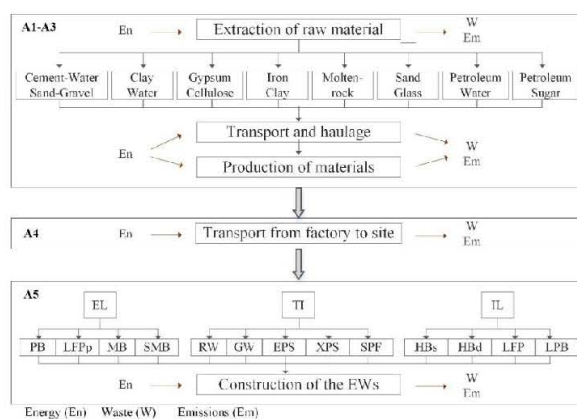 A1-A3
En
Extraction of raw material
W
Em
Cement-Water
Sand-Gravel
Clay
Water
Gypsum
Cellulose
Iron
Clay
Molten-
rock
Sand
Glass
Petroleum
Water
Petroleum
Sugar
Transport and haulage
En
W
Em
Production of materials
A4
En
Transport from factory to site
W
Em
A5
EL
TI
IL
PB
LFPp
MB
SMB
RW
GW
EPS
XPS
SPF
HBs
HBd
LFP
LPB
En
Construction of the EWs
W
Em
Energy (En) Waste (W) Emissions (Em)